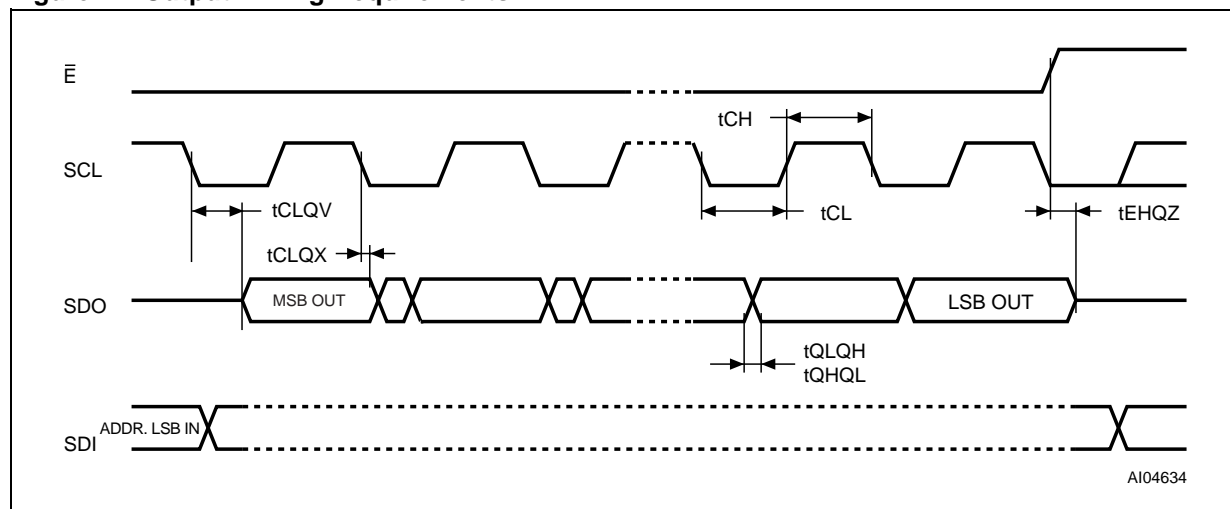 Ē
tCH
SCL
tCLQV
tCL
tEHQZ
tCLQX
SDO
MSB OUT
LSB OUT
tQLQH
tQHQL
ADDR. LSB IN
SDI
AI04634